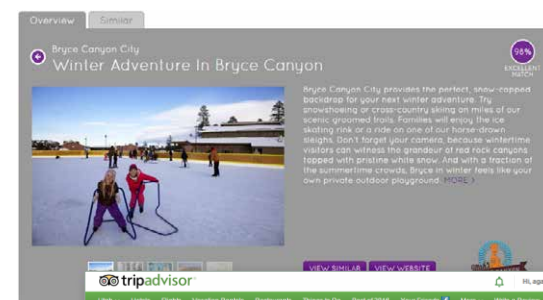 Overview Similar
Bryce Canyon City
Winter Adventure In Bryce Canyon
98%
EXCELLENT
MATCH
Bryce Canyon City provides the perfect, snow-capped
backdrop for your next winter adventure. Try
snowshoeing or cross-country skiing on miles of our
scenic groomed trails. Families will enjoy the ice
skating rink or a ride on one of our horse-drawn
sleighs. Don't forget your camera, because wintertime
visitors can witness the grandeur of red rock canyons
topped with pristine white snow. And with a fraction of
the summertime crowds, Bryce in winter feels like your
own private outdoor playground. MORE >
VIEW SIMILAR VIEW WEBSITE
tripadvisor
Hi,